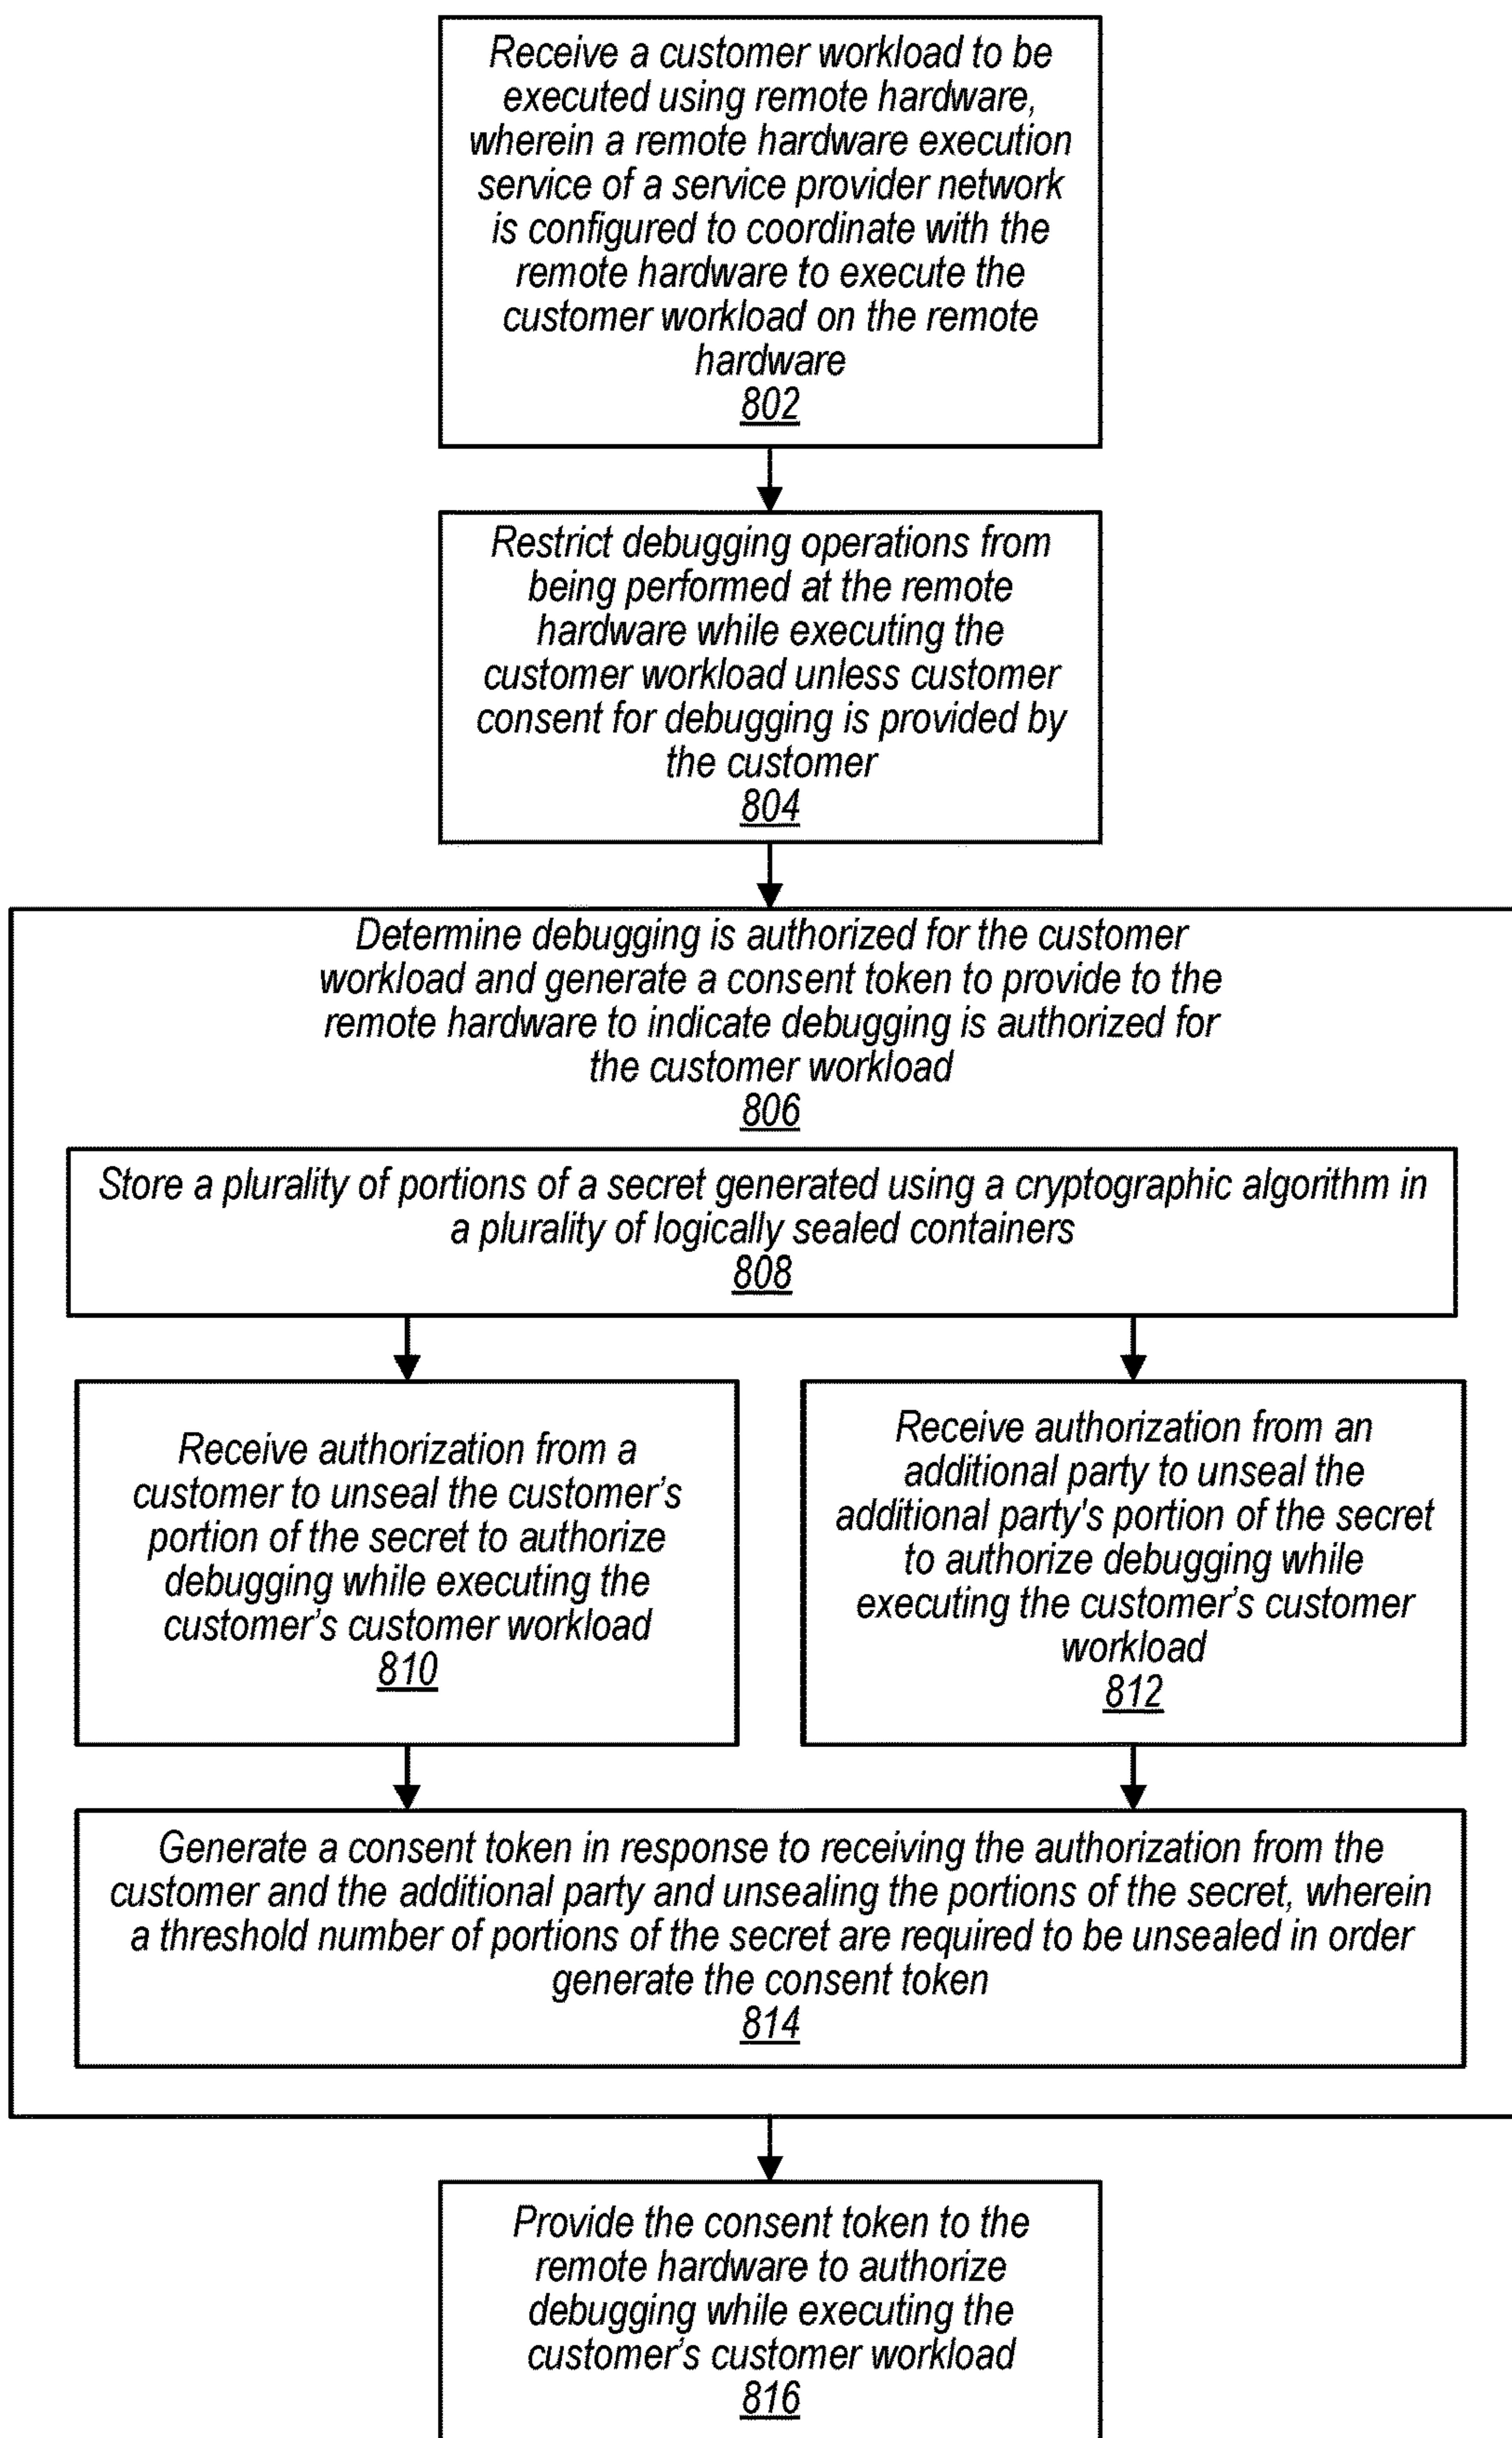 Receive a customer workload to be
executed using remote hardware,
wherein a remote hardware execution
service of a service provider network
is configured to coordinate with the
remote hardware to execute the
customer workload on the remote
hardware
802
Restrict debugging operations from
being performed at the remote
hardware while executing the
customer workload unless customer
consent for debugging is provided by
the customer
804
Determine debugging is authorized for the customer
workload and generate a consent token to provide to the
remote hardware to indicate debugging is authorized for
the customer workload
806
Store a plurality of portions of a secret generated using a cryptographic algorithm in
a plurality of logically sealed containers
808
Receive authorization from a
customer to unseal the customer's
portion of the secret to authorize
debugging while executing the
customer's customer workload
810
Receive authorization from an
additional party to unseal the
additional party's portion of the secret
to authorize debugging while
executing the customer's customer
workload
812
Generate a consent token in response to receiving the authorization from the
customer and the additional party and unsealing the portions of the secret, wherein
a threshold number of portions of the secret are required to be unsealed in order
generate the consent token
814
Provide the consent token to the
remote hardware to authorize
debugging while executing the
customer's customer workload
816